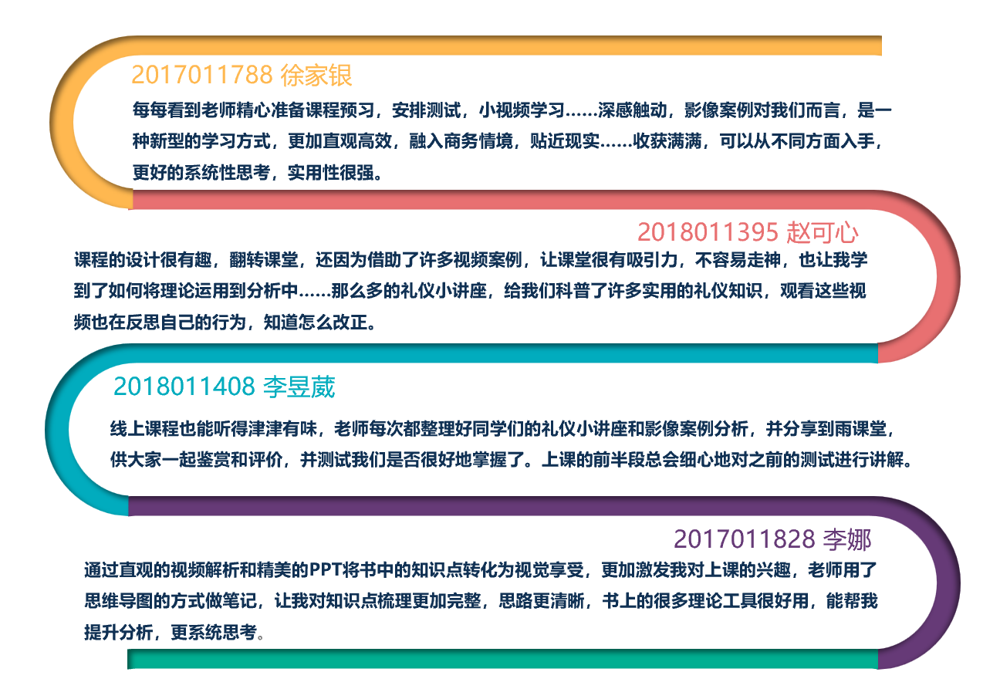 2017011788 徐家银
每每看到老师精心准备课程预习，安排测试，小视频学习……深感触动，影像案例对我们而言，是一
种新型的学习方式，更加直观高效，融入商务情境，贴近现实……收获满满，可以从不同方面入手，
更好的系统性思考，实用性很强。
2018011395 赵可心
课程的设计很有趣，翻转课堂，还因为借助了许多视频案例，让课堂很有吸引力，不容易走神，也让我学
到了如何将理论运用到分析中……那么多的礼仪小讲座，给我们科普了许多实用的礼仪知识，观看这些视
频也在反思自己的行为，知道怎么改正。
2018011408 李昱葳
线上课程也能听得津津有味，老师每次都整理好同学们的礼仪小讲座和影像案例分析，并分享到雨课堂，
供大家一起鉴赏和评价，并测试我们是否很好地掌握了。上课的前半段总会细心地对之前的测试进行讲解。
2017011828 李娜
通过直观的视频解析和精美的PPT将书中的知识点转化为视觉享受，更加激发我对上课的兴趣，老师用了
思维导图的方式做笔记，让我对知识点梳理更加完整，思路更清晰，书上的很多理论工具很好用，能帮我
提升分析，更系统思考。